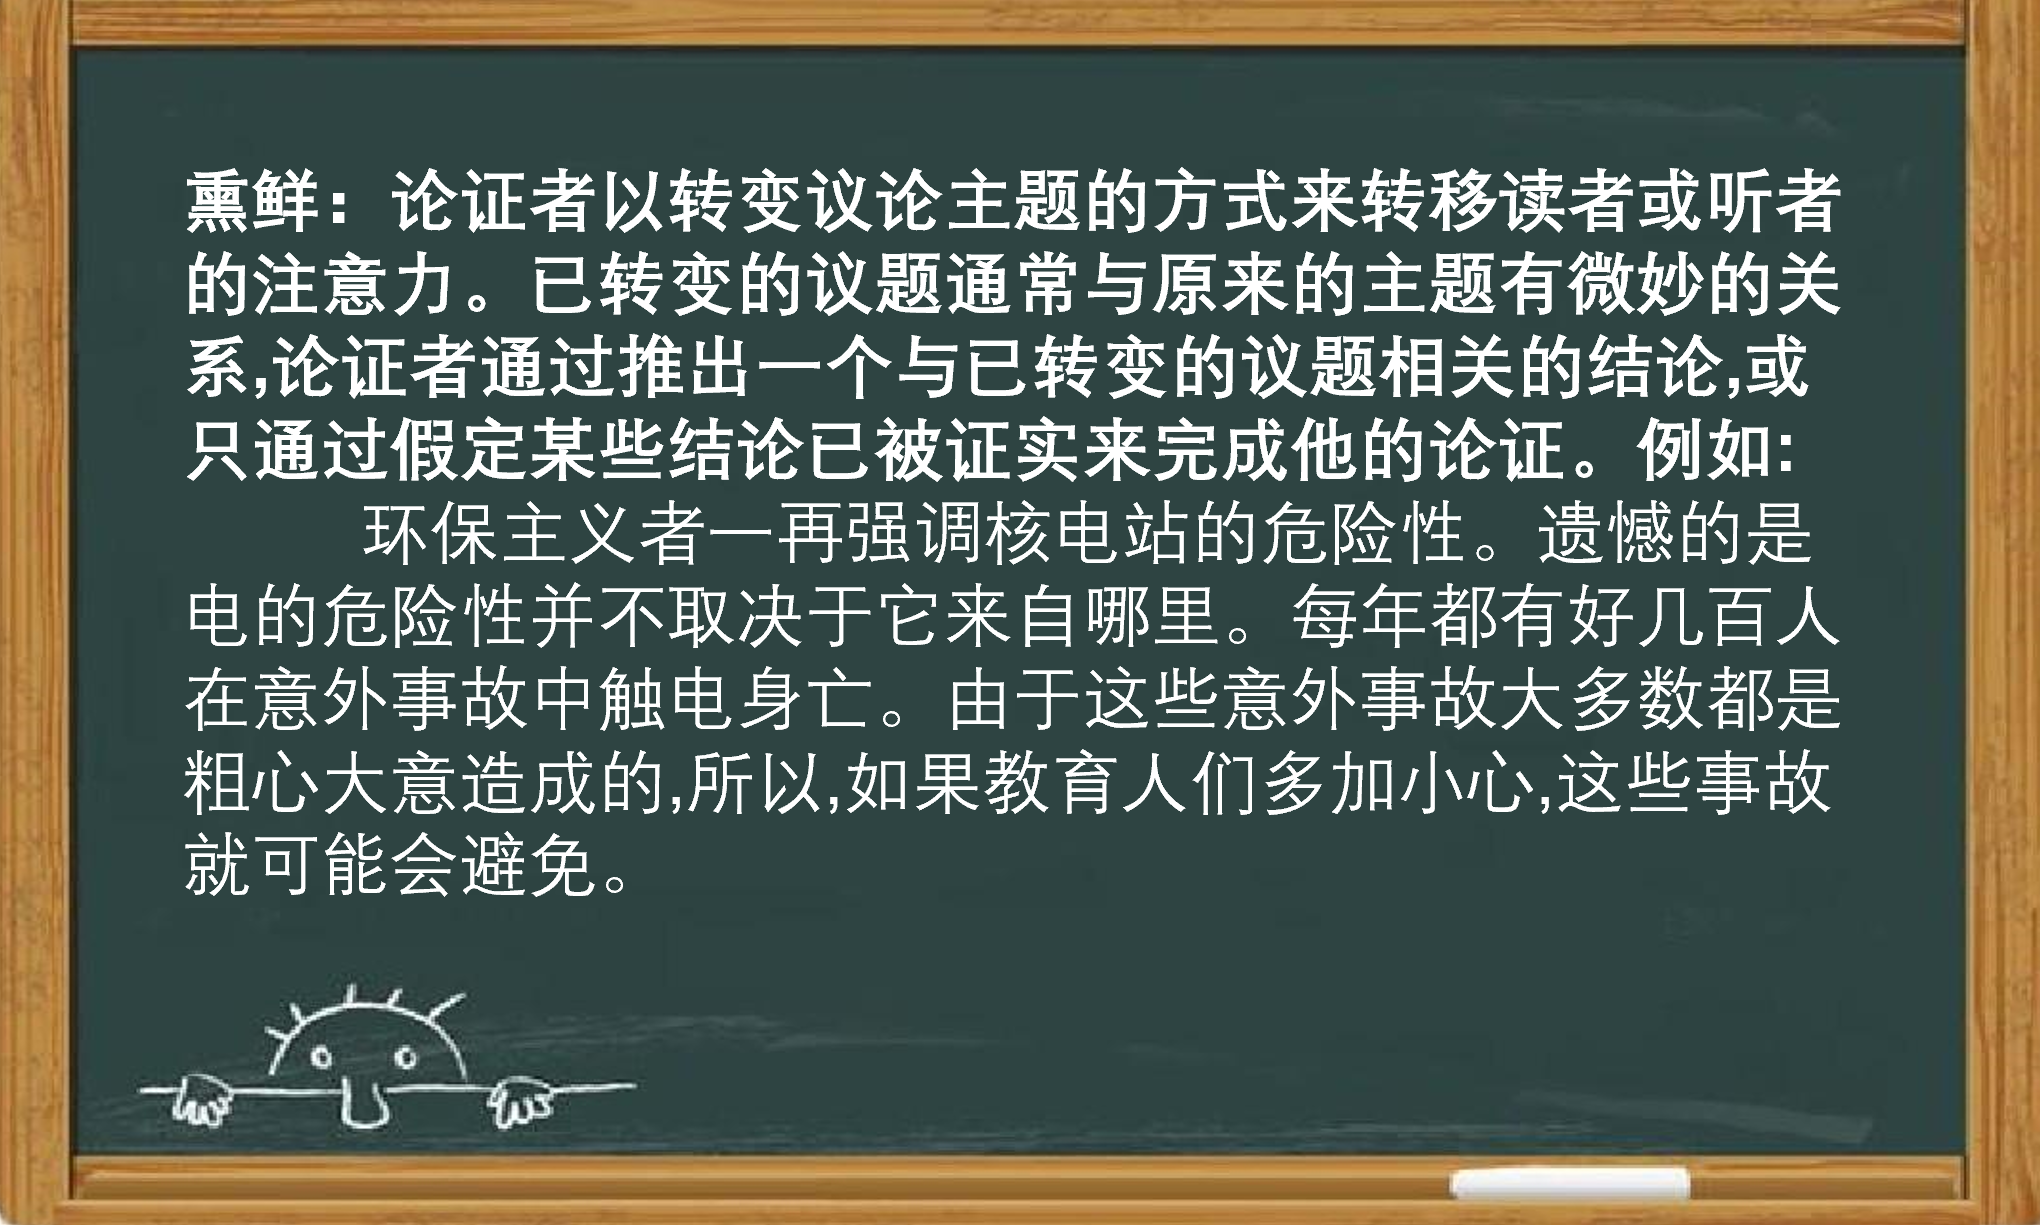 熏鲜：论证者以转变议论主题的方式来转移读者或听者
的注意力。已转变的议题通常与原来的主题有微妙的关
系,论证者通过推出一个与已转变的议题相关的结论,或
只通过假定某些结论已被证实来完成他的论证。例如:
环保主义者一再强调核电站的危险性。遗憾的是
电的危险性并不取决于它来自哪里。每年都有好几百人
在意外事故中触电身亡。由于这些意外事故大多数都是
粗心大意造成的,所以,如果教育人们多加小心,这些事故
就可能会避免。